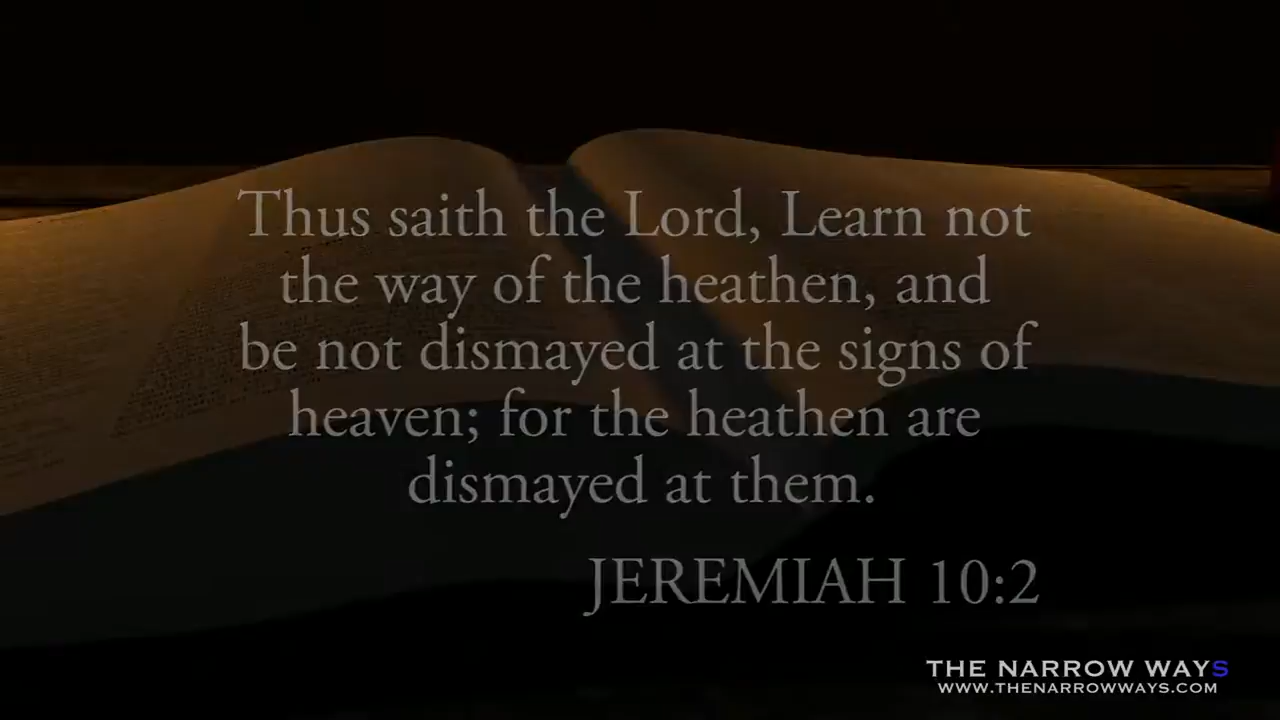 Thus saith the Lord, Learn not
the way of the heathen, and
be not dismayed at the signs of
heaven; for the heathen are
dismayed at them.
JEREMIAH 10:2
THE NARROW WAYS
WWW.THENARROWWAYS.COM